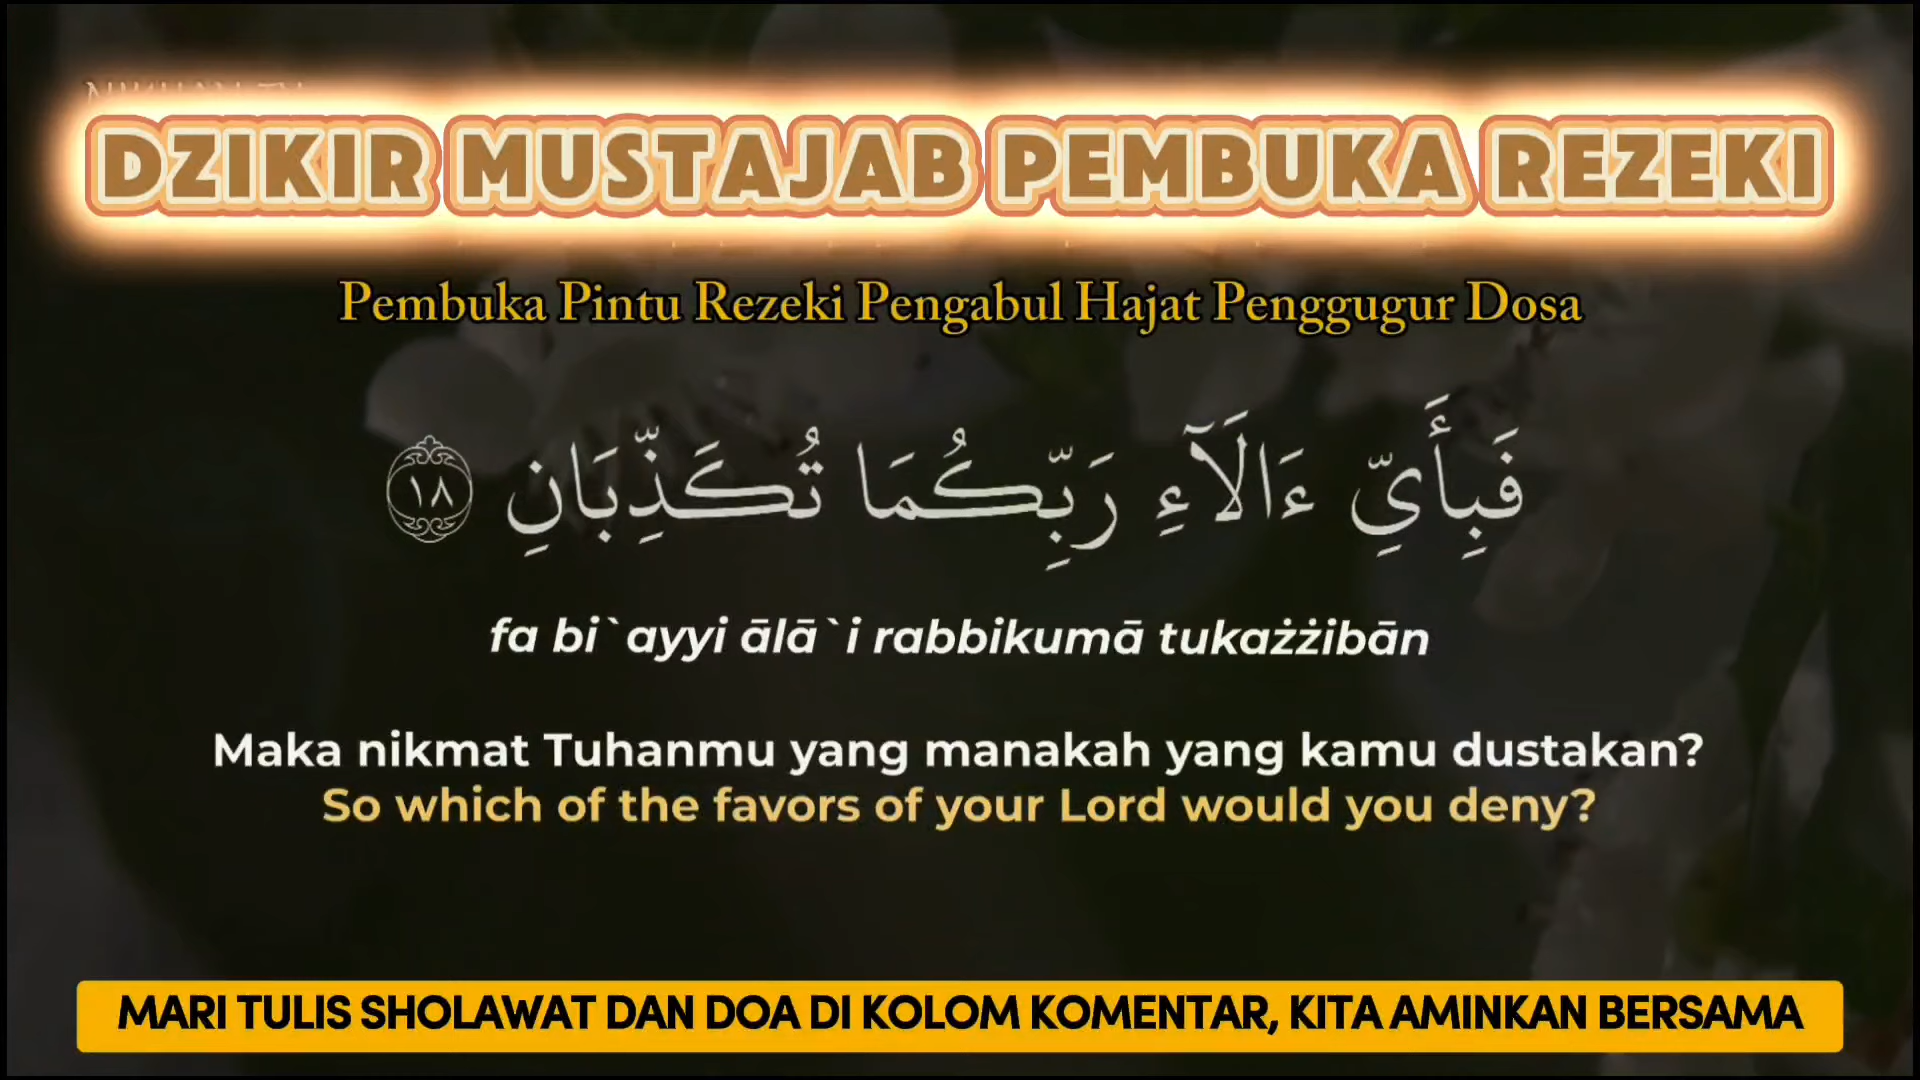 DZIKIR MUSTAJAB PEMBUKA REZEKI
Pembuka Pintu Rezeki Pengabul Hajat Penggugur Dosa
فَبِأَيِّ ءَالَآءِ رَبِّكُمَا تُكَذِّبَانِ ١٨
fa bi`ayyi ālā`i rabbikumā tukażżibān
Maka nikmat Tuhanmu yang manakah yang kamu dustakan?
So which of the favors of your Lord would you deny?
MARI TULIS SHOLAWAT DAN DOA DI KOLOM KOMENTAR, KITA AMINKAN BERSAMA